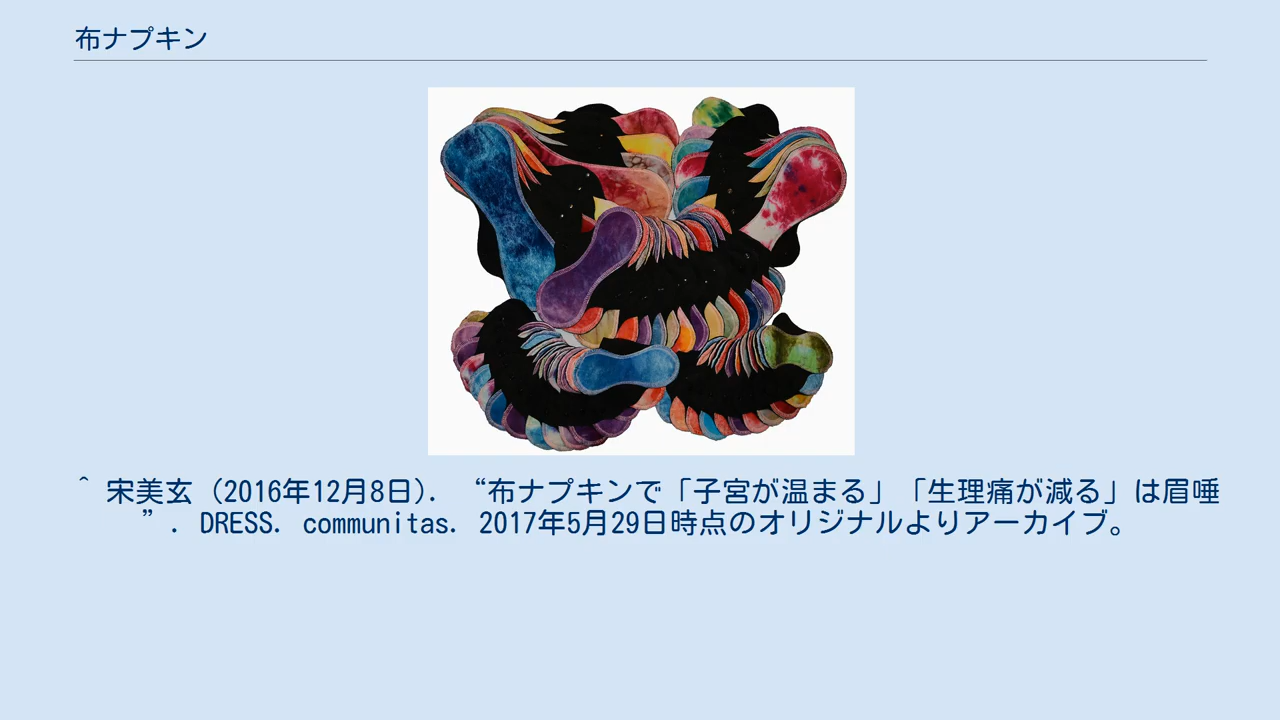 布ナプキン
^ 宋美玄 (2016年12月8日). “布ナプキンで「子宮が温まる」「生理痛が減る」は眉唾
”. DRESS. communitas. 2017年5月29日時点のオリジナルよりアーカイブ。